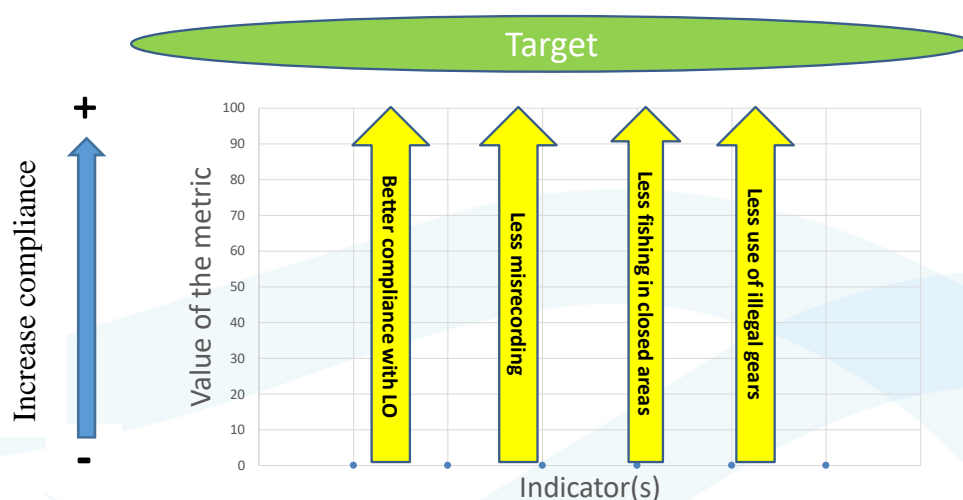 Target
+
Increase compliance
-
Value of the metric
100
90
80
70
60
50
40
30
20
10
0
Better compliance with LO
Less misrecording
Less fishing in closed areas
Less use of illegal gears
Indicator(s)